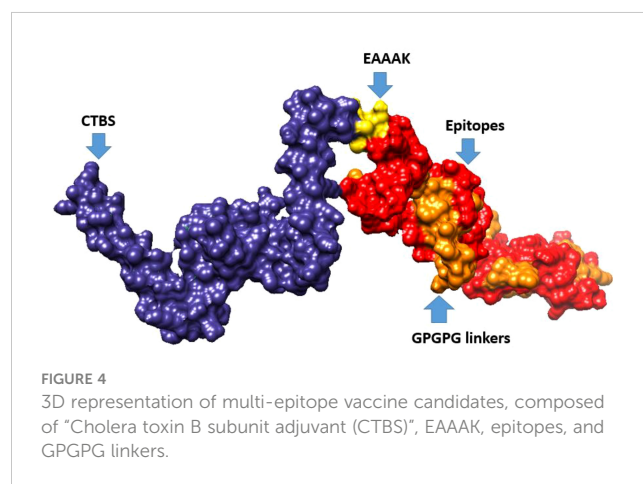 EAAAK
CTBS
Epitopes
GPGPG linkers
FIGURE 4
3D representation of multi-epitope vaccine candidates, composed
of “Cholera toxin B subunit adjuvant (CTBS)“, EAAAK, epitopes, and
GPGPG linkers.